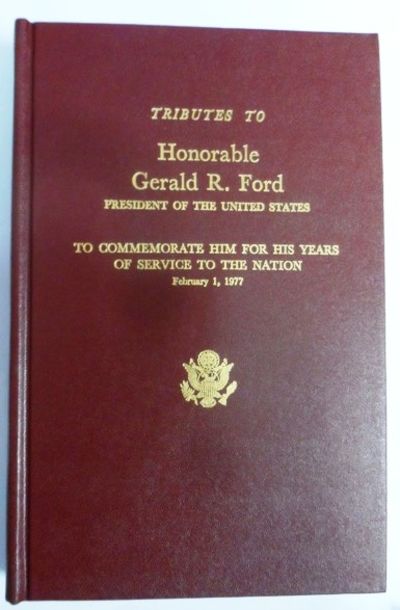 TRIBUTES TO
Honorable
Gerald R. Ford
PRESIDENT OF THE UNITED STATES
TO COMMEMORATE HIM FOR HIS YEARS
OF SERVICE TO THE NATION
February 1, 1977